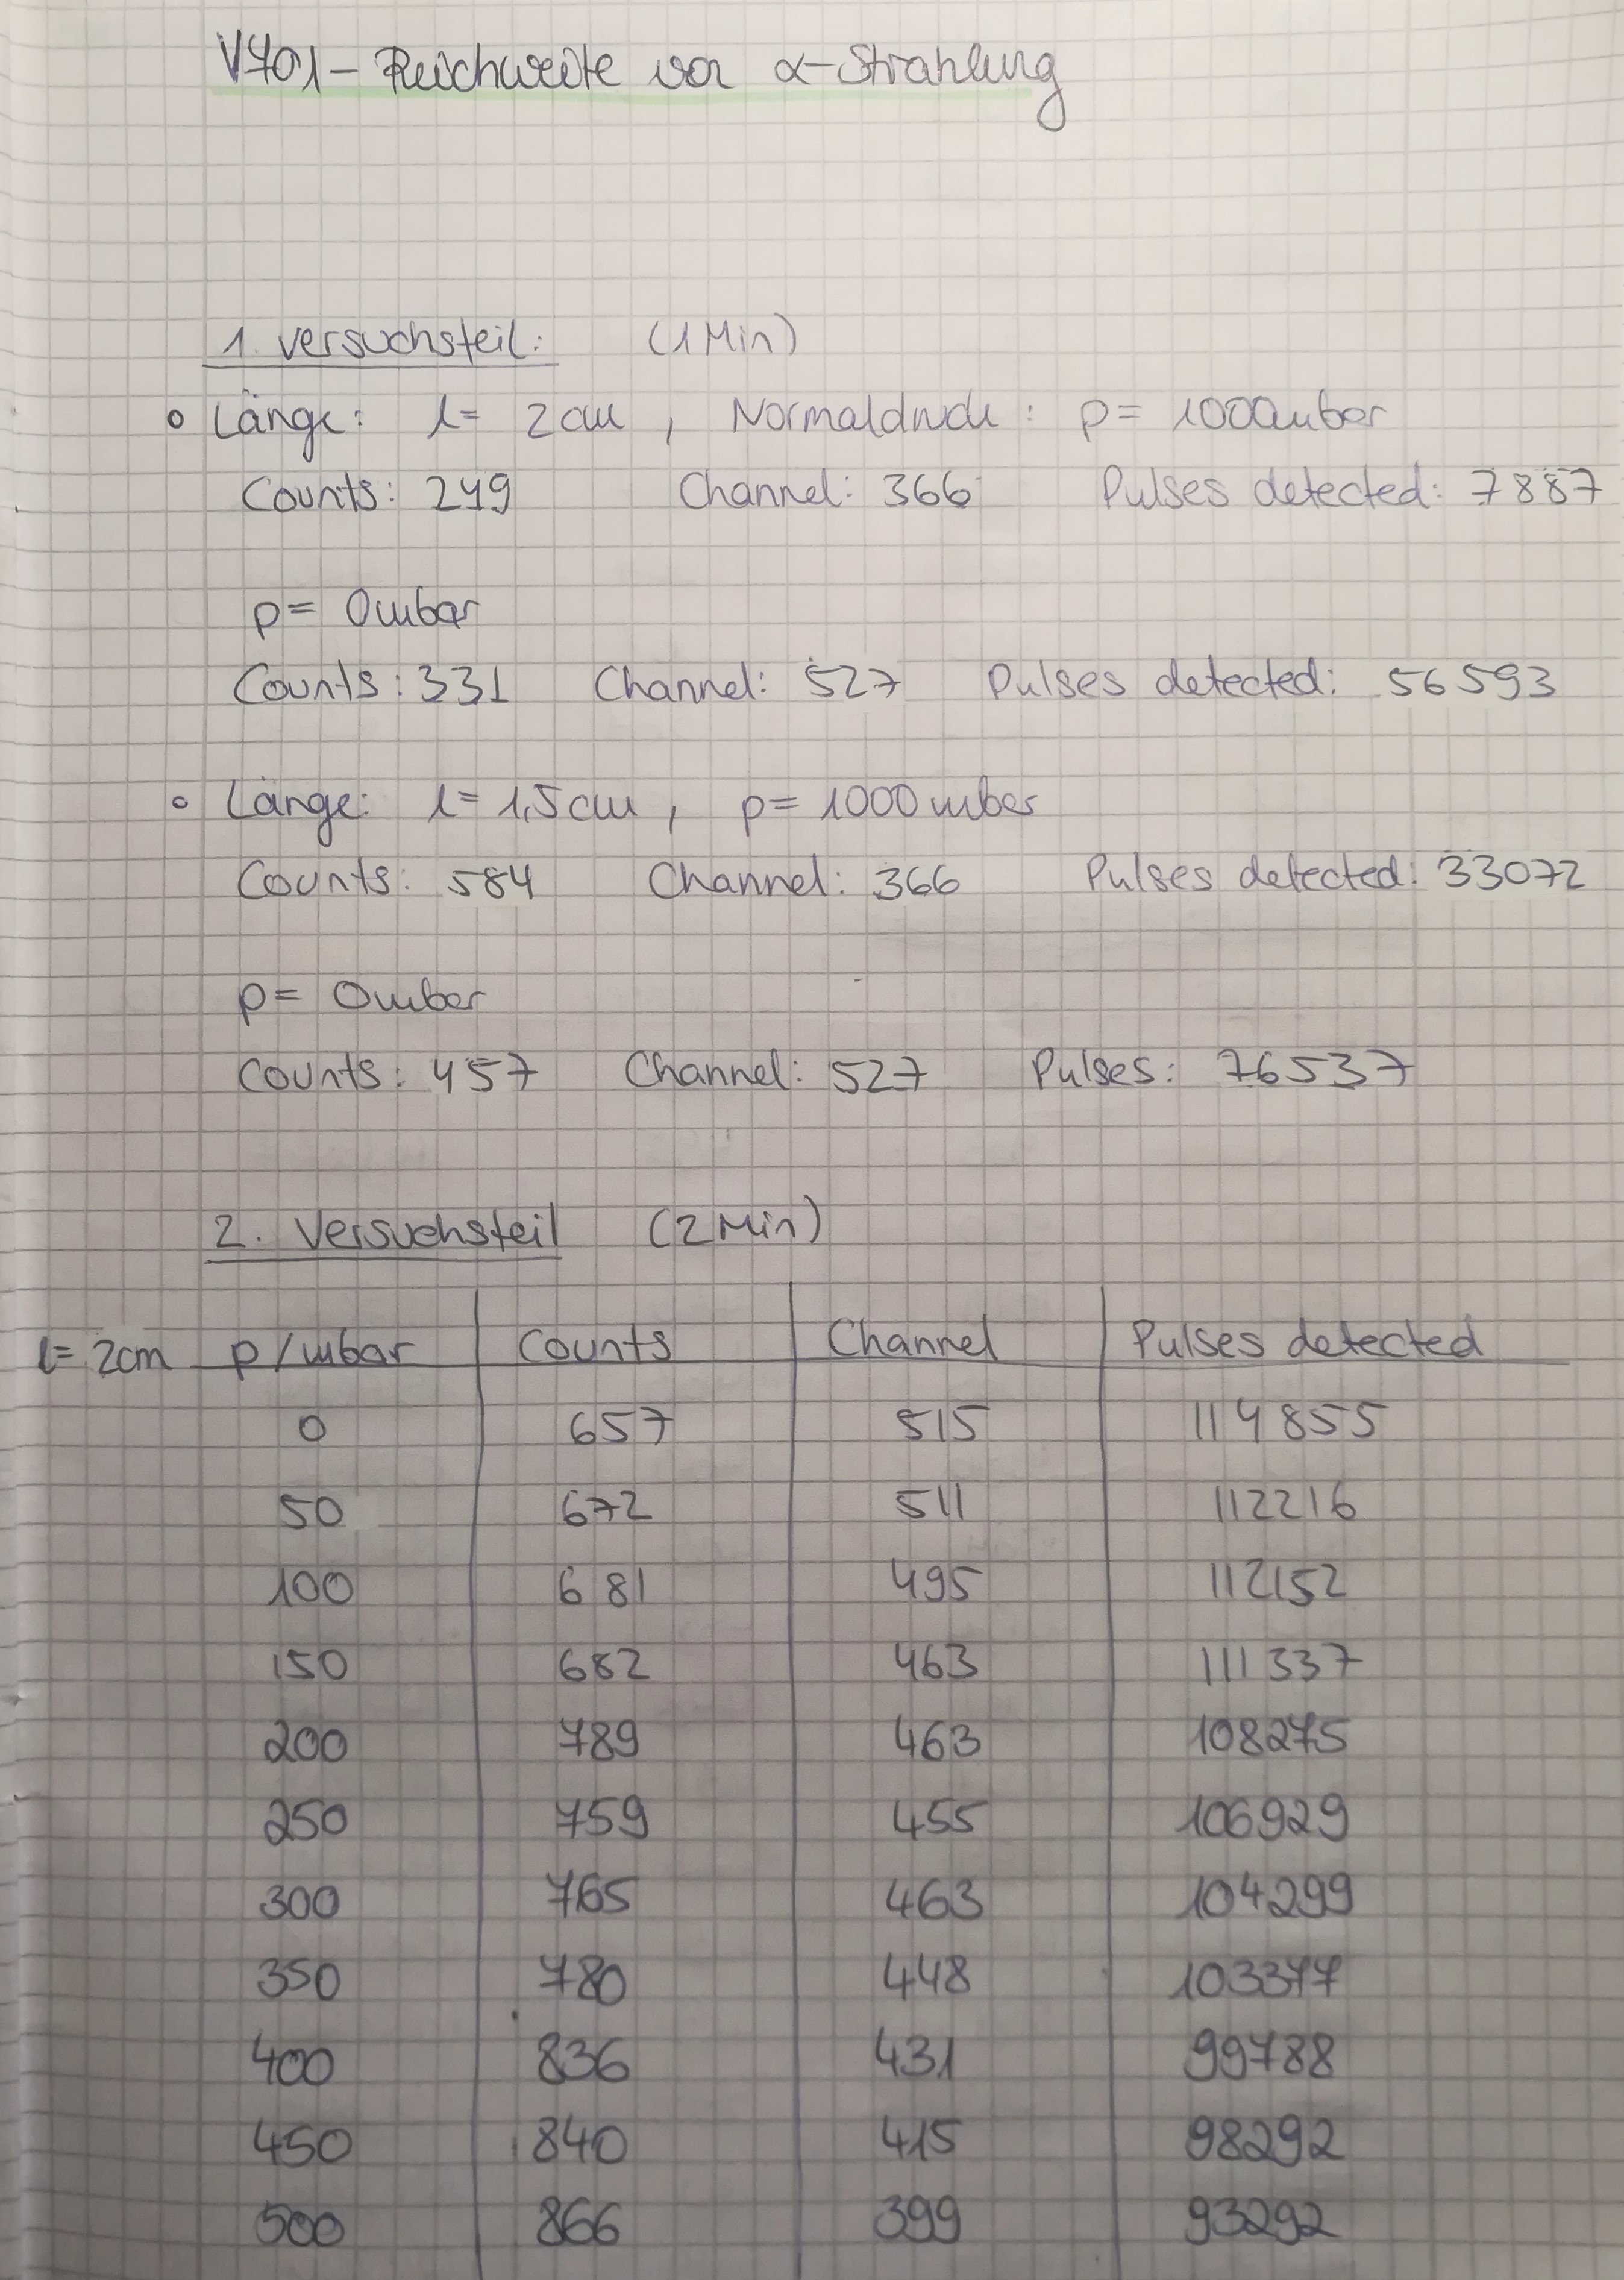 V701 - Reichweite von α-Strahlung
1. Versuchsteil: (1 Min)
Länge: l = 2cm , Normaldruck : p = 1000mbar
Counts: 249 Channel: 366 Pulses detected: 7887
p = 0mbar
Counts: 331 Channel: 527 Pulses detected: 56593
Länge: l = 1,5cm , p = 1000mbar
Counts: 584 Channel: 366 Pulses detected: 33072
p = 0mbar
Counts: 457 Channel: 527 Pulses: 76537
2. Versuchsteil (2 Min)
l = 2cm p/mbar Counts Channel Pulses detected
0 657 515 114855
50 672 511 112216
100 681 495 112152
150 682 463 111337
200 789 463 108275
250 759 455 106929
300 765 463 104299
350 780 448 103377
400 836 431 99788
450 840 415 98292
500 866 399 93292